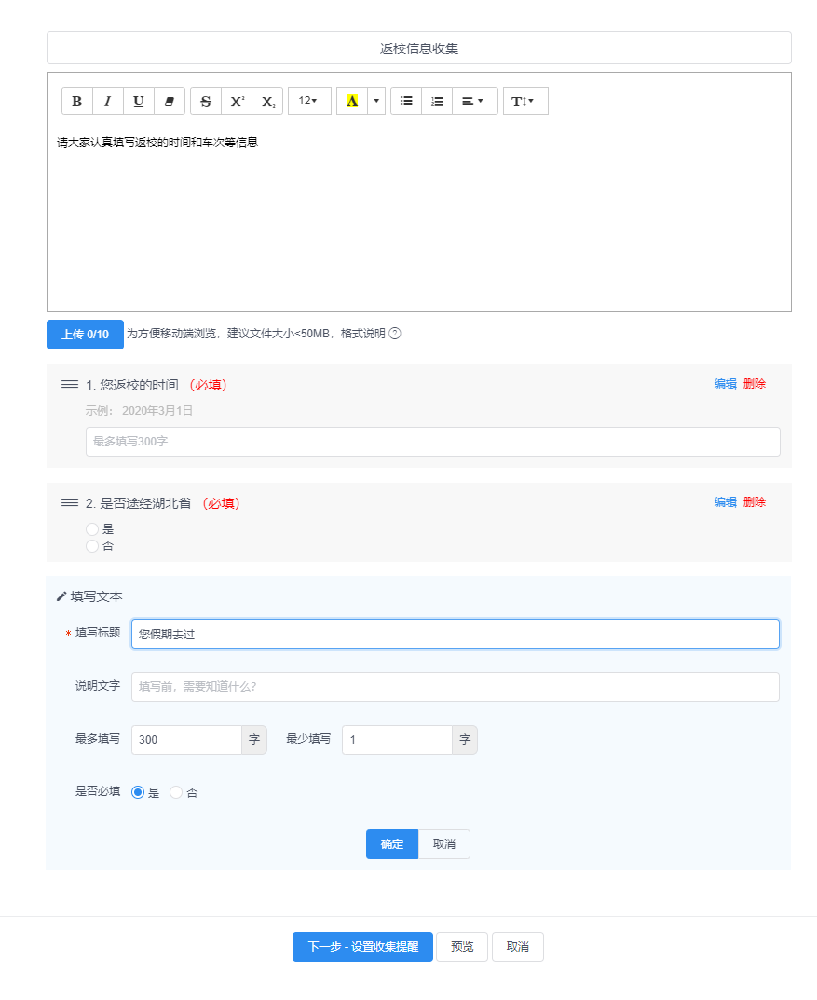 返校信息收集
B I U S X² X₂ 12 A T
请大家认真填写返校的时间和车次等信息
上传 0/10 为方便移动端浏览，建议文件大小≤50MB，格式说明 ?
1. 您返校的时间 （必填） 编辑 删除
示例： 2020年3月1日
最多填写300字
2. 是否途经湖北省 （必填） 编辑 删除
是
否
填写文本
* 填写标题 您假期去过
说明文字 填写前，需要知道什么?
最多填写 300 字 最少填写 1 字
是否必填 是 否
确定 取消
下一步 - 设置收集提醒 预览 取消